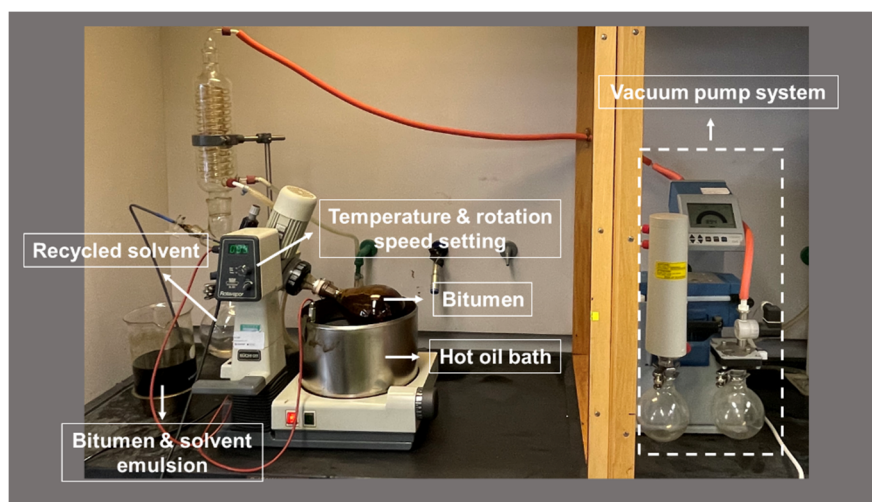 Vacuum pump system
Temperature & rotation
speed setting
Recycled solvent
Bitumen
Hot oil bath
Bitumen & solvent
emulsion